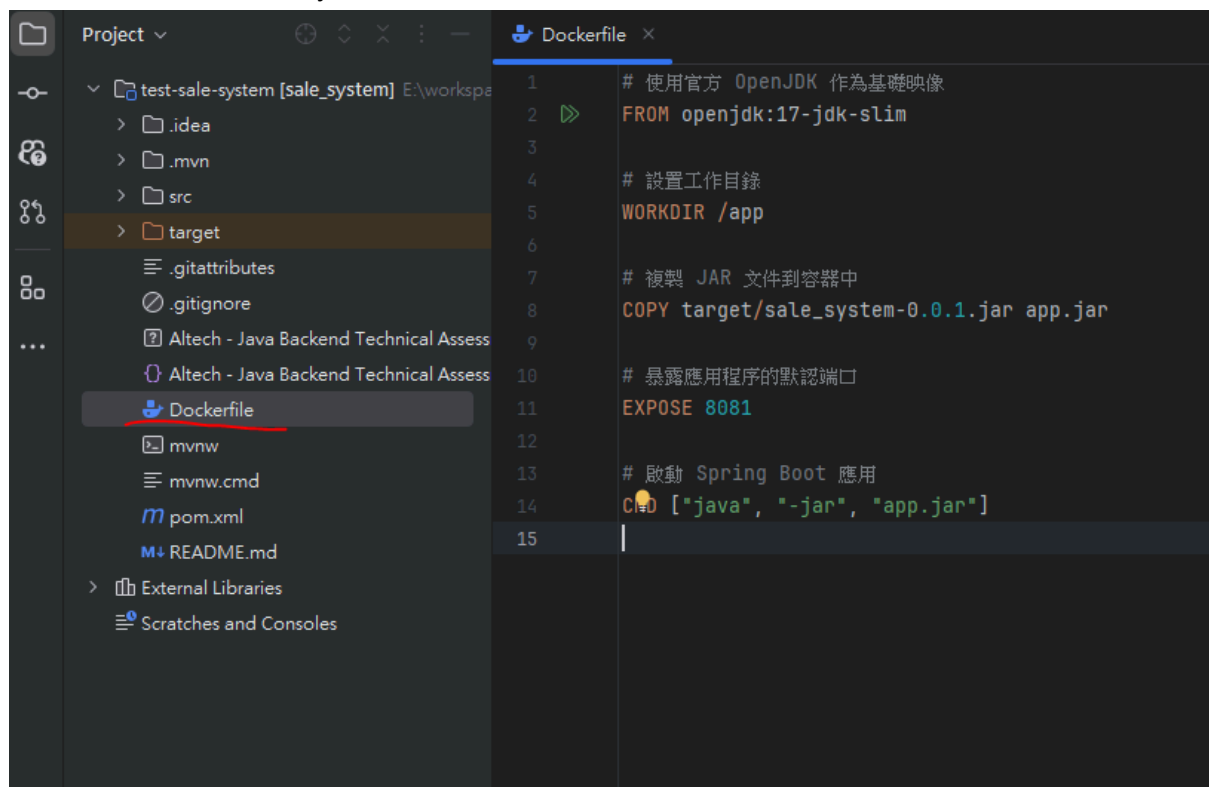 Project
test-sale-system [sale_system] E:\workspa
.idea
.mvn
src
target
.gitattributes
.gitignore
Altech - Java Backend Technical Assess
Altech - Java Backend Technical Assess
Dockerfile
mvnw
mvnw.cmd
pom.xml
README.md
External Libraries
Scratches and Consoles
Dockerfile
1 # 使用官方 OpenJDK 作為基礎映像
2 FROM openjdk:17-jdk-slim
3
4 # 設置工作目錄
5 WORKDIR /app
6
7 # 複製 JAR 文件到容器中
8 COPY target/sale_system-0.0.1.jar app.jar
9
10 # 暴露應用程序的默認端口
11 EXPOSE 8081
12
13 # 啟動 Spring Boot 應用
14 CMD ["java", "-jar", "app.jar"]
15